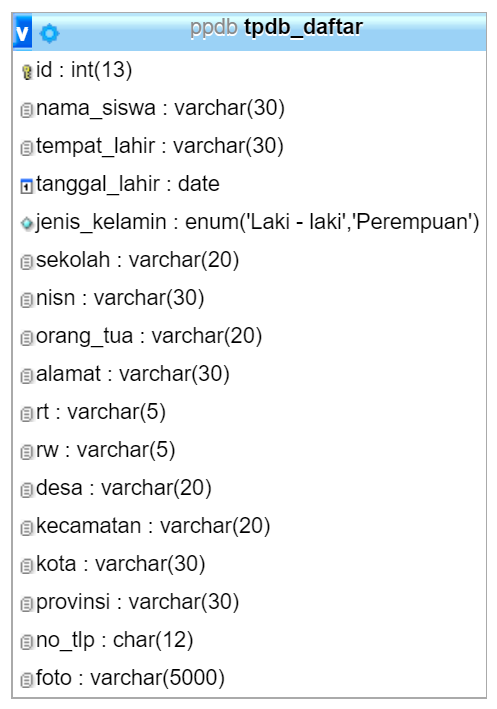 v ppdb tpdb_daftar
id : int(13)
nama_siswa : varchar(30)
tempat_lahir : varchar(30)
tanggal_lahir : date
jenis_kelamin : enum('Laki - laki','Perempuan')
sekolah : varchar(20)
nisn : varchar(30)
orang_tua : varchar(20)
alamat : varchar(30)
rt : varchar(5)
rw : varchar(5)
desa : varchar(20)
kecamatan : varchar(20)
kota : varchar(30)
provinsi : varchar(30)
no_tlp : char(12)
foto : varchar(5000)